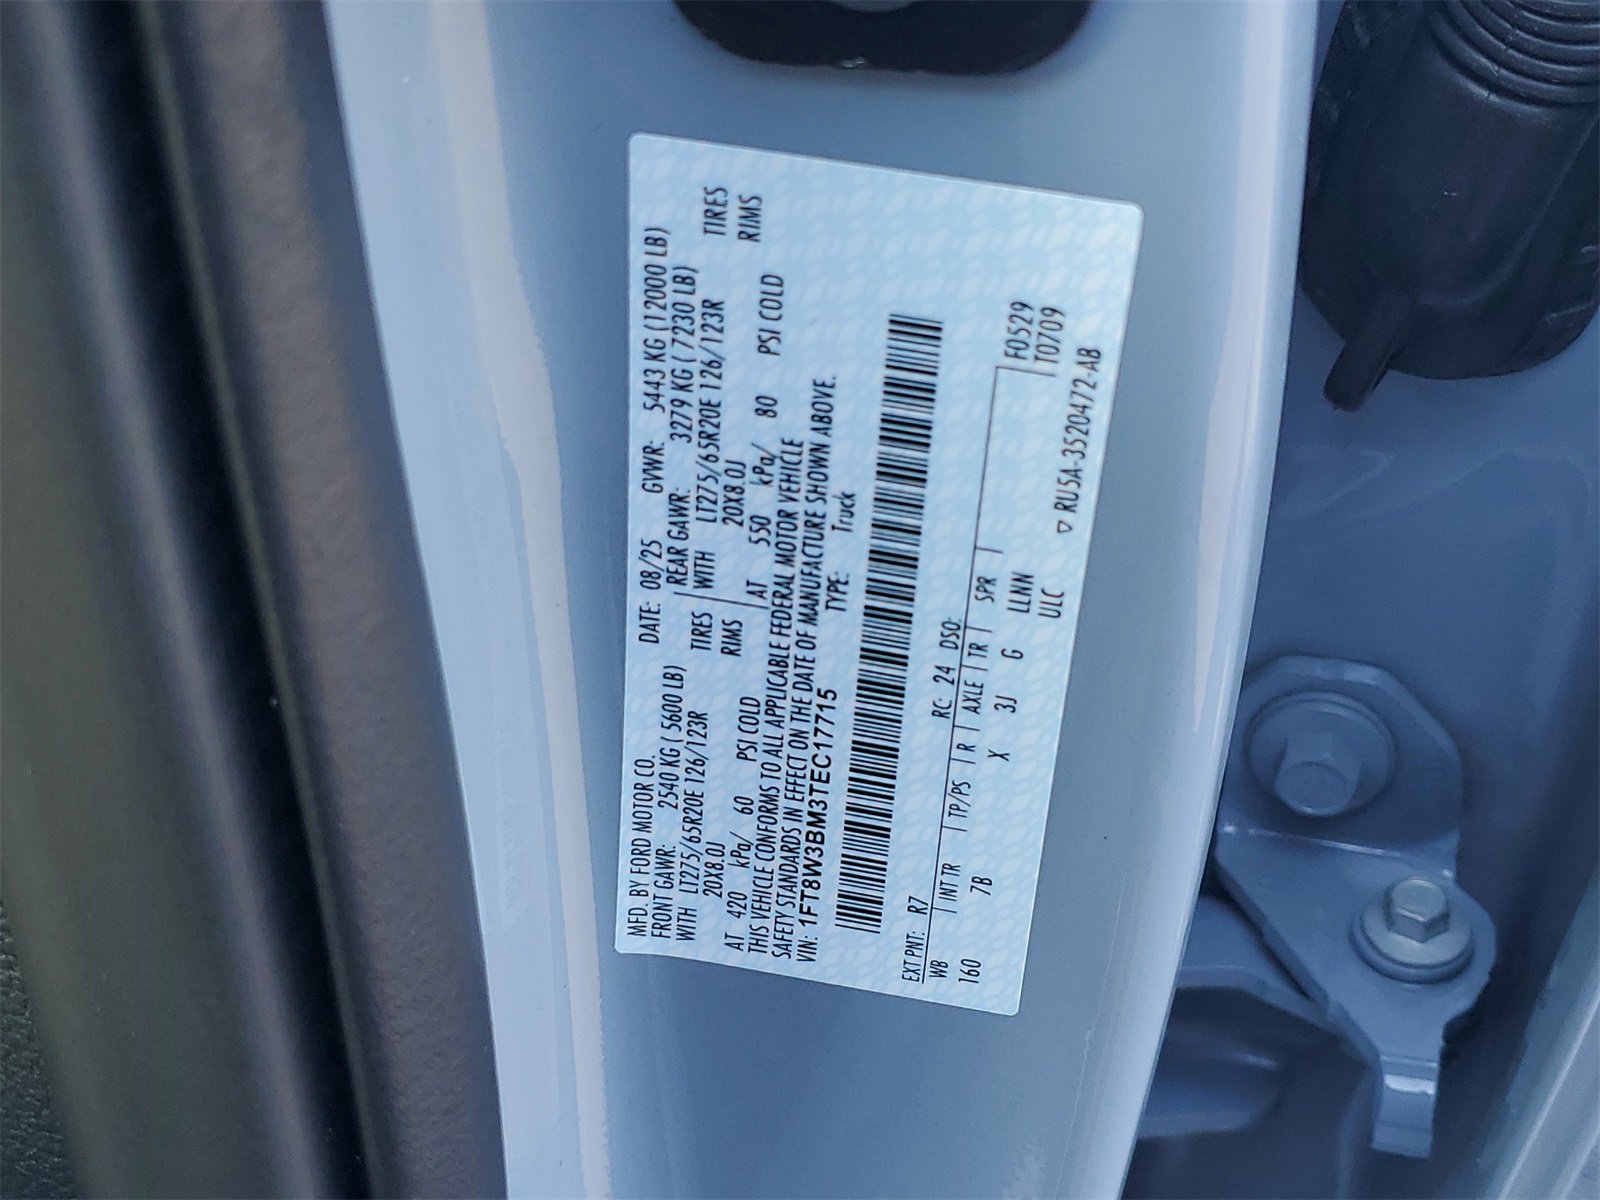 MFD. BY FORD MOTOR CO. DATE: 08/25 GVWR: 5443 KG (12000 LB)
FRONT GAWR: 2540 KG ( 5600 LB) REAR GAWR: 3279 KG ( 7230 LB)
WITH LT275/65R20E 126/123R TIRES WITH LT275/65R20E 126/123R TIRES
20X8.0J RIMS 20X8.0J RIMS
AT 420 kPa/ 60 PSI COLD AT 550 kPa/ 80 PSI COLD
THIS VEHICLE CONFORMS TO ALL APPLICABLE FEDERAL MOTOR VEHICLE
SAFETY STANDARDS IN EFFECT ON THE DATE OF MANUFACTURE SHOWN ABOVE.
VIN: 1FT8W3BM3TEC17715 TYPE: Truck
EXT PNT: R7 RC: 24 DSO: F0529
WB INT TR TP/PS R AXLE TR SPR T0709
160 7B X 3J G LLNN
ULC
▽ RU5A-3520472-AB